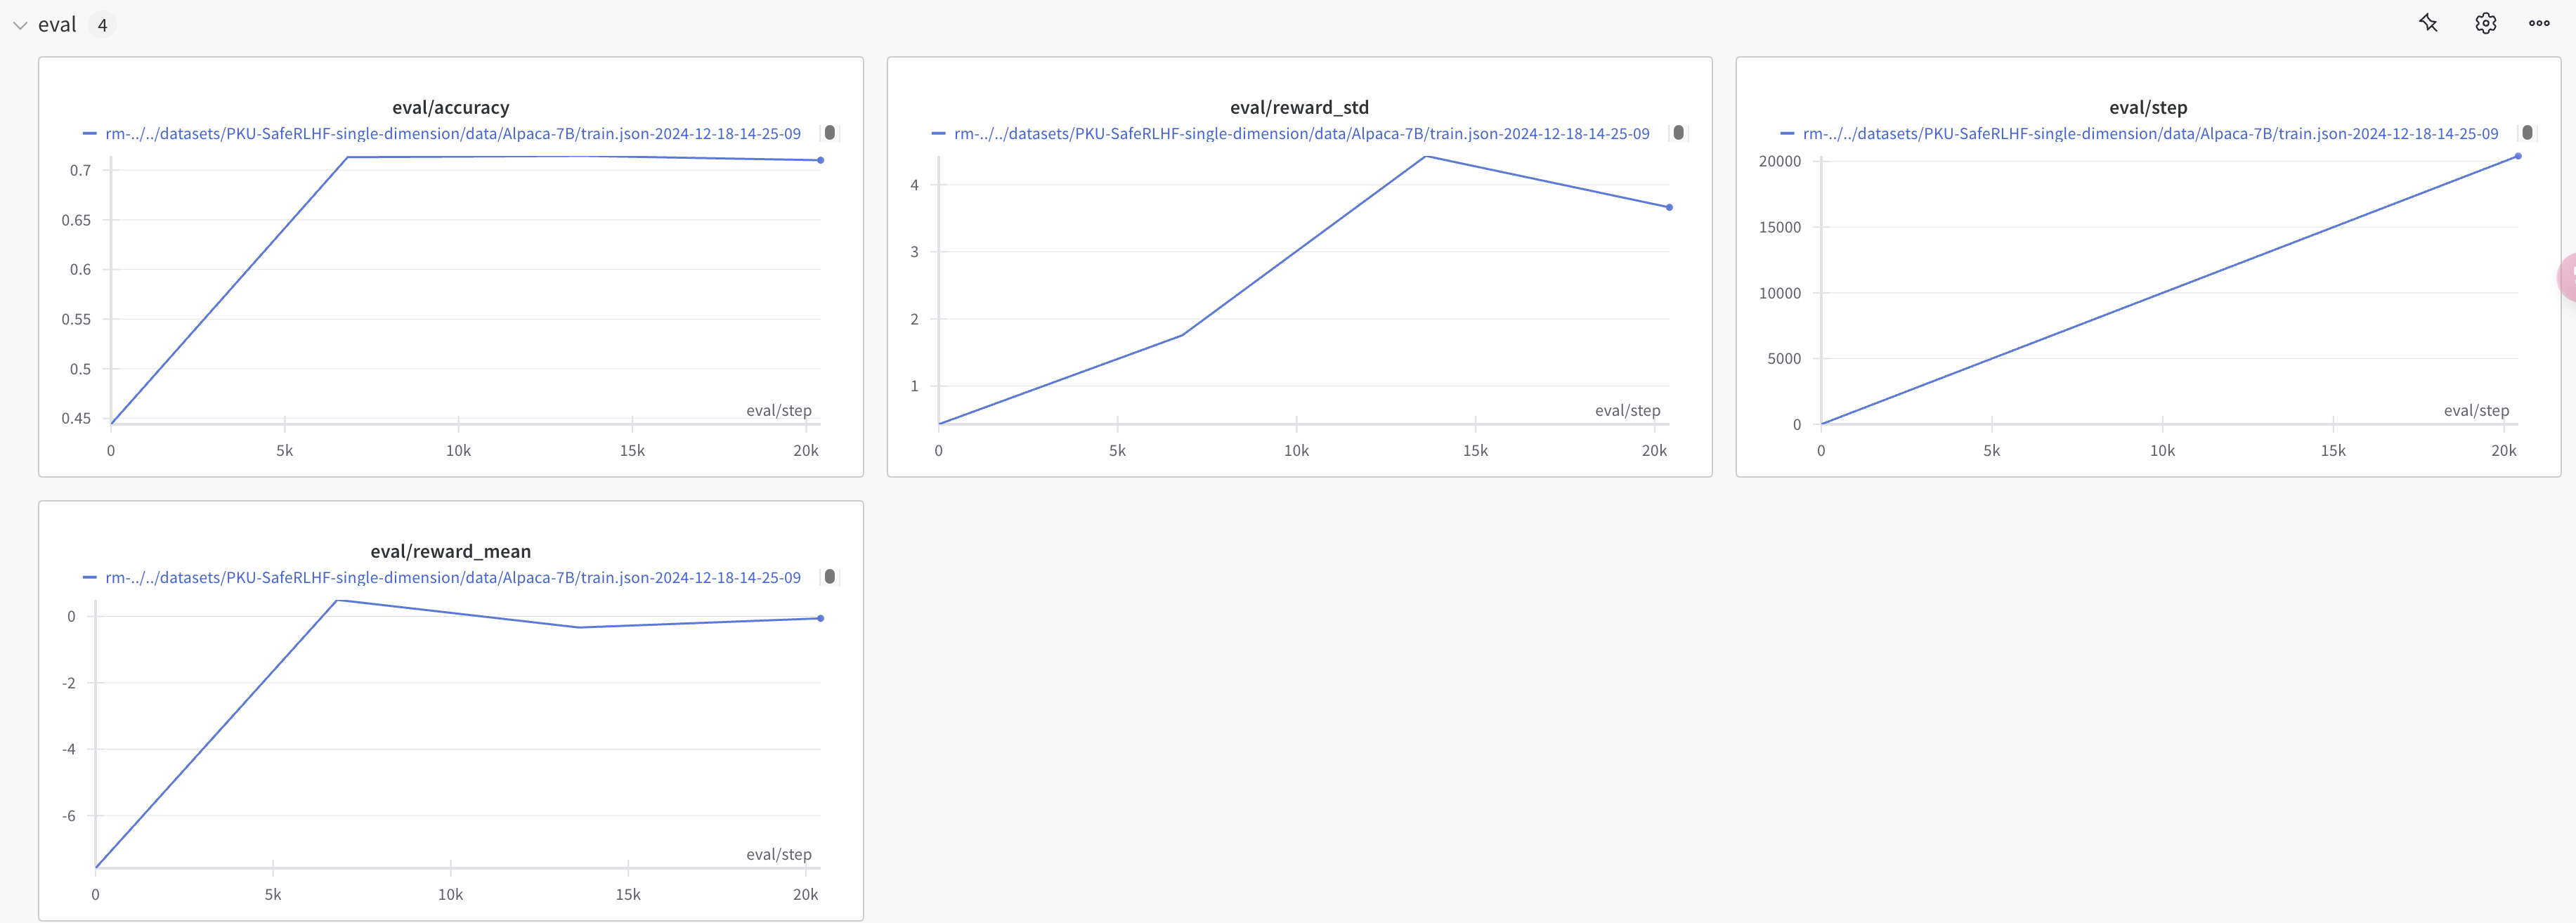 eval 4
eval/accuracy
rm-../../datasets/PKU-SafeRLHF-single-dimension/data/Alpaca-7B/train.json-2024-12-18-14-25-09
0.7
0.65
0.6
0.55
0.5
0.45
eval/step
0 5k 10k 15k 20k
eval/reward_std
rm-../../datasets/PKU-SafeRLHF-single-dimension/data/Alpaca-7B/train.json-2024-12-18-14-25-09
4
3
2
1
eval/step
0 5k 10k 15k 20k
eval/step
rm-../../datasets/PKU-SafeRLHF-single-dimension/data/Alpaca-7B/train.json-2024-12-18-14-25-09
20000
15000
10000
5000
0
eval/step
0 5k 10k 15k 20k
eval/reward_mean
rm-../../datasets/PKU-SafeRLHF-single-dimension/data/Alpaca-7B/train.json-2024-12-18-14-25-09
0
-2
-4
-6
eval/step
0 5k 10k 15k 20k